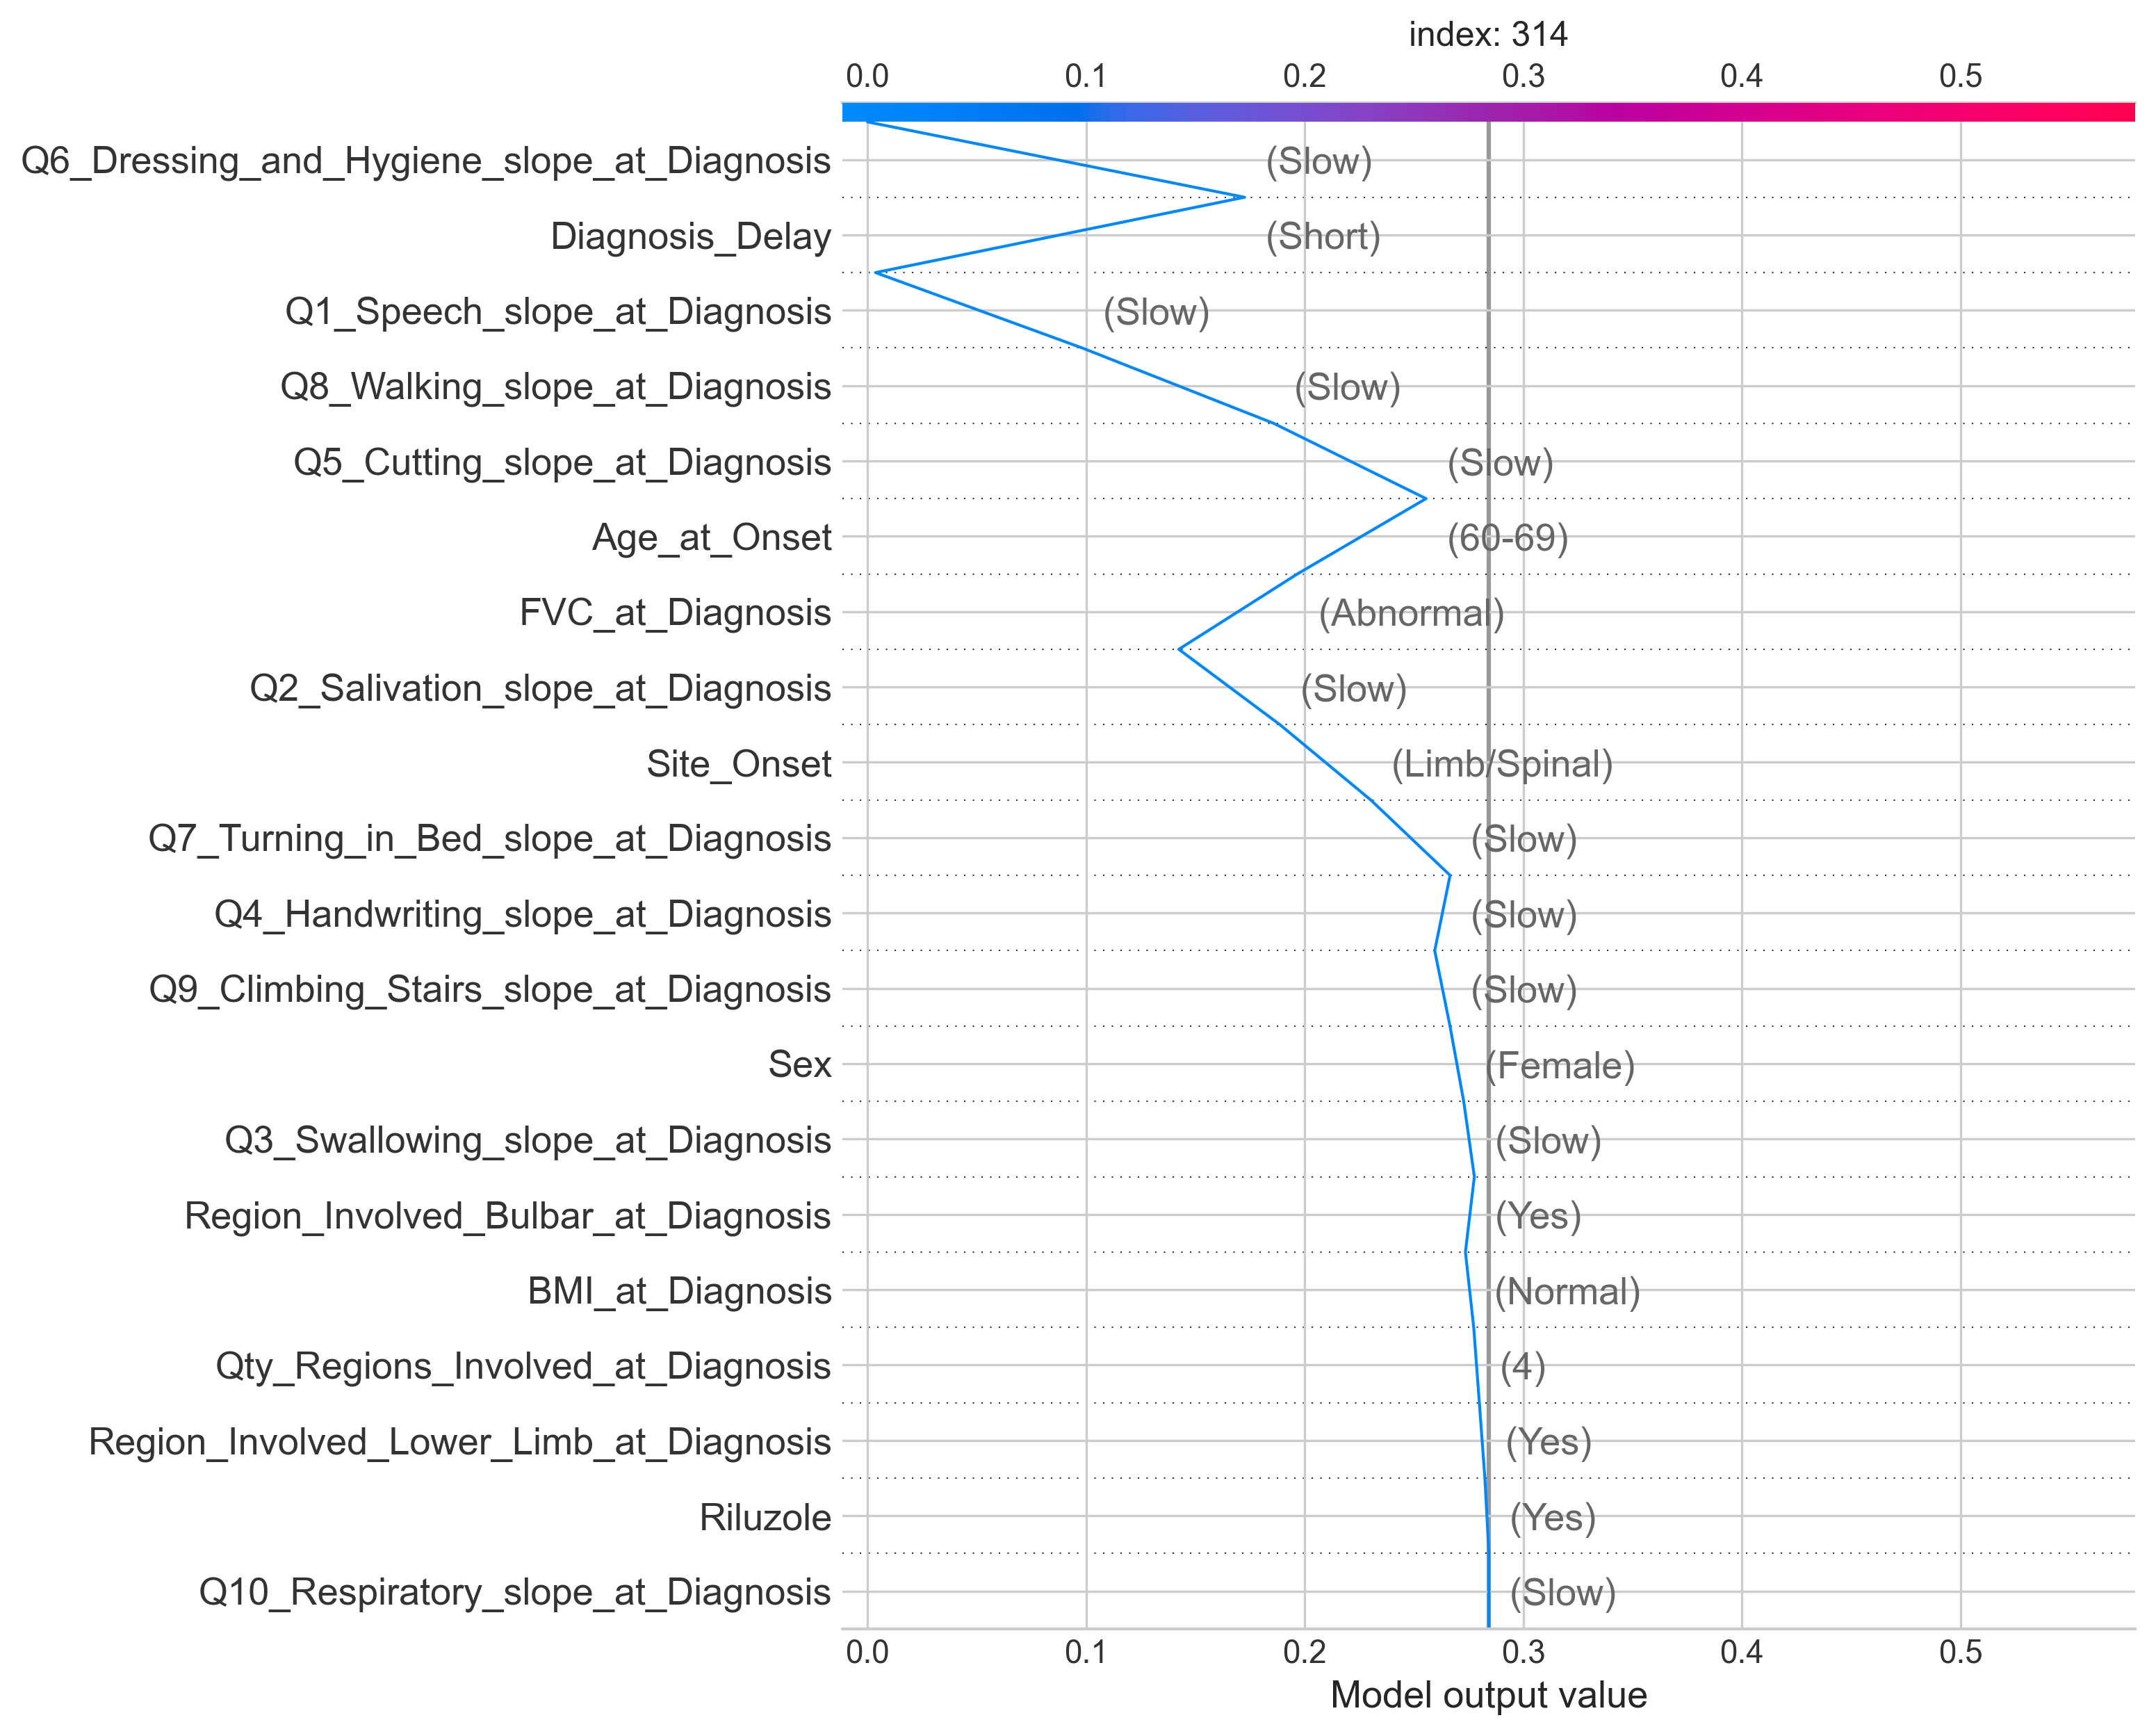 index: 314
0.0 0.1 0.2 0.3 0.4 0.5
Q6_Dressing_and_Hygiene_slope_at_Diagnosis (Slow)
Diagnosis_Delay (Short)
Q1_Speech_slope_at_Diagnosis (Slow)
Q8_Walking_slope_at_Diagnosis (Slow)
Q5_Cutting_slope_at_Diagnosis (Slow)
Age_at_Onset (60-69)
FVC_at_Diagnosis (Abnormal)
Q2_Salivation_slope_at_Diagnosis (Slow)
Site_Onset (Limb/Spinal)
Q7_Turning_in_Bed_slope_at_Diagnosis (Slow)
Q4_Handwriting_slope_at_Diagnosis (Slow)
Q9_Climbing_Stairs_slope_at_Diagnosis (Slow)
Sex (Female)
Q3_Swallowing_slope_at_Diagnosis (Slow)
Region_Involved_Bulbar_at_Diagnosis (Yes)
BMI_at_Diagnosis (Normal)
Qty_Regions_Involved_at_Diagnosis (4)
Region_Involved_Lower_Limb_at_Diagnosis (Yes)
Riluzole (Yes)
Q10_Respiratory_slope_at_Diagnosis (Slow)
0.0 0.1 0.2 0.3 0.4 0.5
Model output value